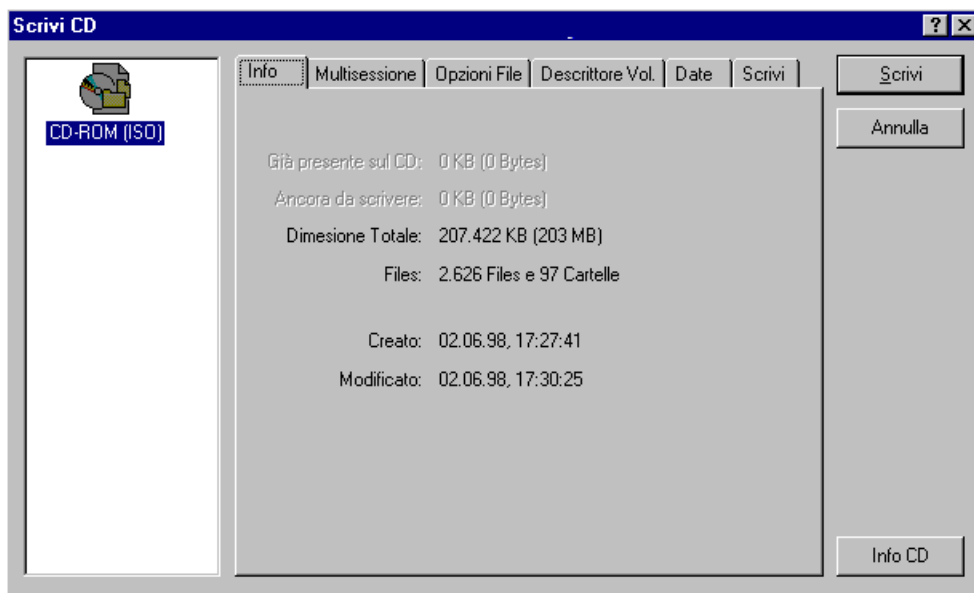 Scrivi CD
CD-ROM (ISO)
Info Multisessione Opzioni File Descrittore Vol. Date Scrivi
Già presente sul CD: 0 KB (0 Bytes)
Ancora da scrivere: 0 KB (0 Bytes)
Dimesione Totale: 207.422 KB (203 MB)
Files: 2.626 Files e 97 Cartelle
Creato: 02.06.98, 17:27:41
Modificato: 02.06.98, 17:30:25
Scrivi
Annulla
Info CD